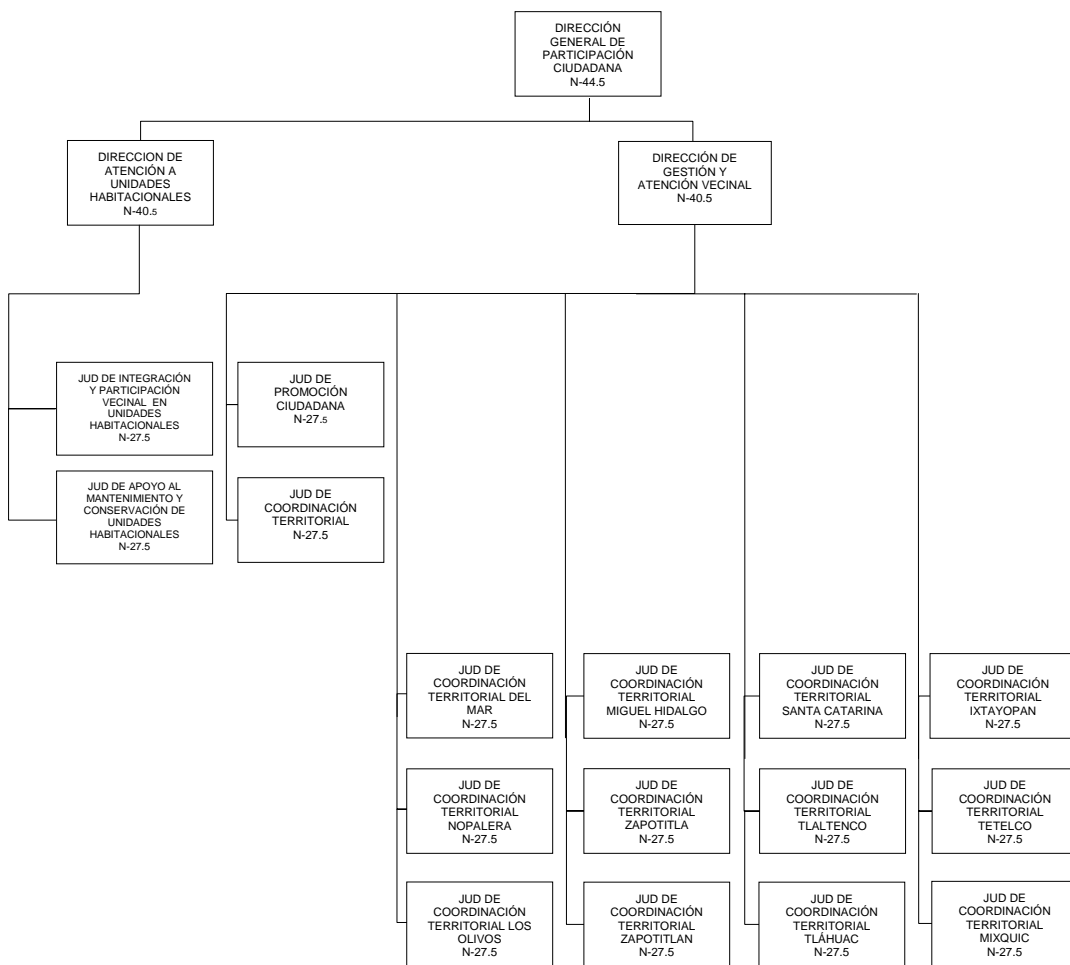 DIRECCIÓN
GENERAL DE
PARTICIPACIÓN
CIUDADANA
N-44.5
DIRECCION DE
ATENCIÓN A
UNIDADES
HABITACIONALES
N-40.5
DIRECCIÓN DE
GESTIÓN Y
ATENCIÓN VECINAL
N-40.5
JUD DE INTEGRACIÓN
Y PARTICIPACIÓN
VECINAL EN
UNIDADES
HABITACIONALES
N-27.5
JUD DE
PROMOCIÓN
CIUDADANA
N-27.5
JUD DE APOYO AL
MANTENIMIENTO Y
CONSERVACIÓN DE
UNIDADES
HABITACIONALES
N-27.5
JUD DE
COORDINACIÓN
TERRITORIAL
N-27.5
JUD DE
COORDINACIÓN
TERRITORIAL DEL
MAR
N-27.5
JUD DE
COORDINACIÓN
TERRITORIAL
MIGUEL HIDALGO
N-27.5
JUD DE
COORDINACIÓN
TERRITORIAL
SANTA CATARINA
N-27.5
JUD DE
COORDINACIÓN
TERRITORIAL
IXTAYOPAN
N-27.5
JUD DE
COORDINACIÓN
TERRITORIAL
NOPALERA
N-27.5
JUD DE
COORDINACIÓN
TERRITORIAL
ZAPOTITLA
N-27.5
JUD DE
COORDINACIÓN
TERRITORIAL
TLALTENCO
N-27.5
JUD DE
COORDINACIÓN
TERRITORIAL
TETELCO
N-27.5
JUD DE
COORDINACIÓN
TERRITORIAL LOS
OLIVOS
N-27.5
JUD DE
COORDINACIÓN
TERRITORIAL
ZAPOTITLAN
N-27.5
JUD DE
COORDINACIÓN
TERRITORIAL
TLÁHUAC
N-27.5
JUD DE
COORDINACIÓN
TERRITORIAL
MIXQUIC
N-27.5